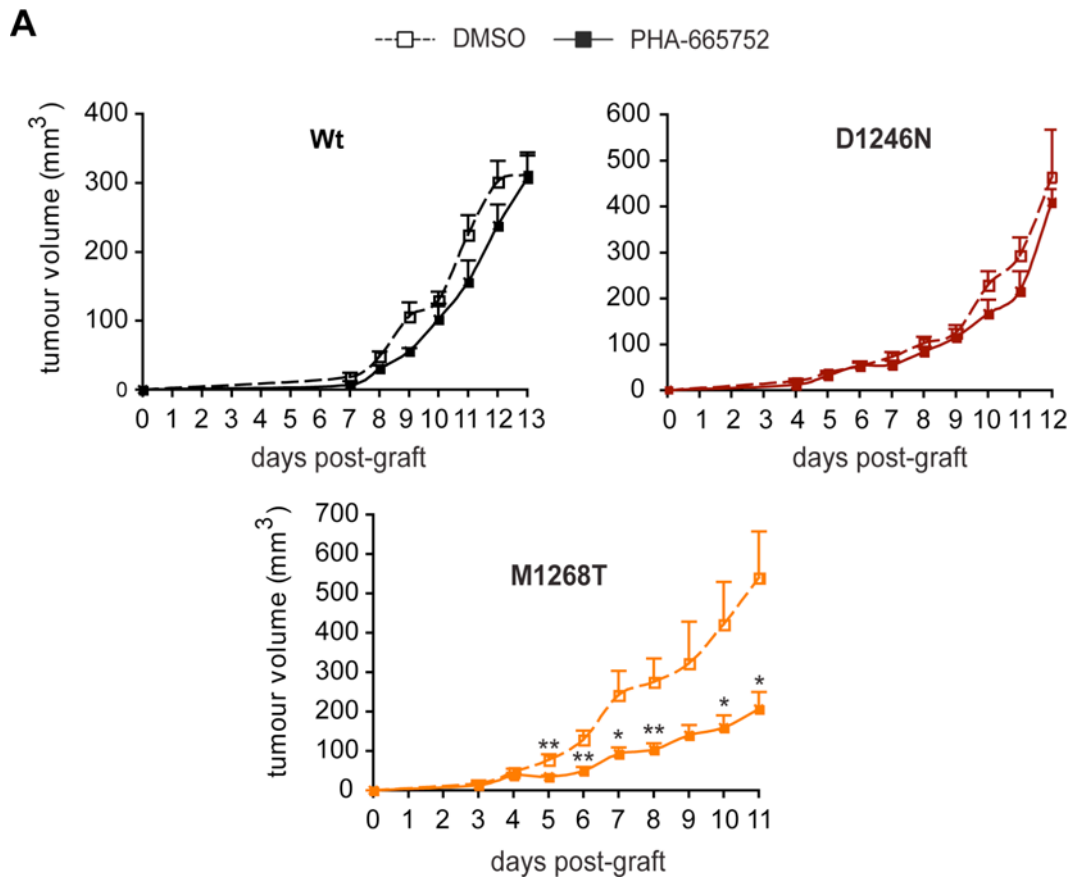 A
DMSO PHA-665752
Wt
tumour volume (mm3)
400
300
200
100
0
0 1 2 3 4 5 6 7 8 9 10 11 12 13
days post-graft
D1246N
600
500
400
300
200
100
0
0 1 2 3 4 5 6 7 8 9 10 11 12
days post-graft
M1268T
tumour volume (mm3)
700
600
500
400
300
200
100
0
** ** * ** * *
0 1 2 3 4 5 6 7 8 9 10 11
days post-graft